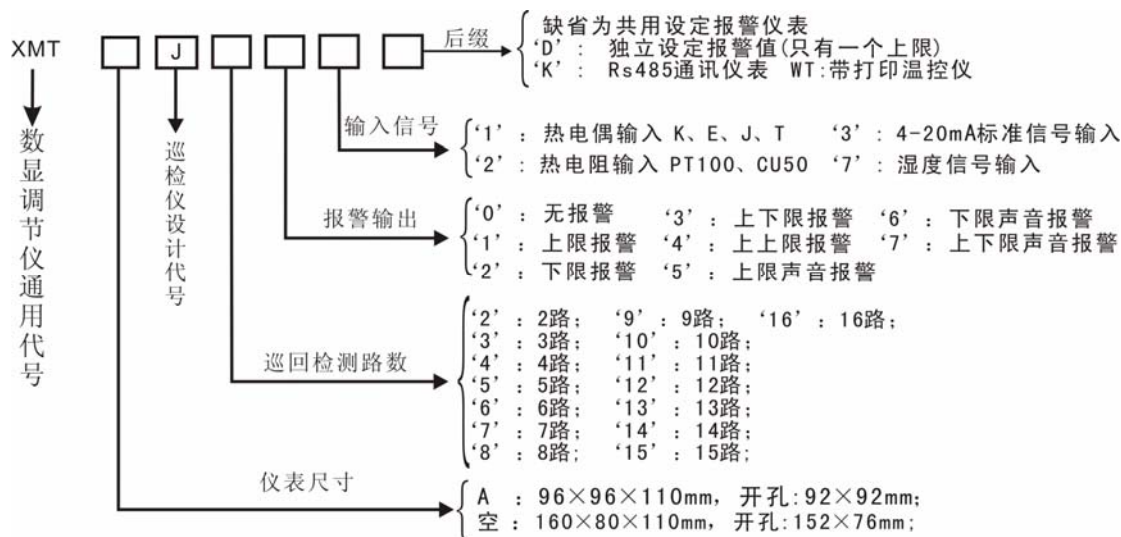 XMT J 后缀
缺省为共用设定报警仪表
‘D’: 独立设定报警值(只有一个上限)
‘K’: Rs485通讯仪表 WT:带打印温控仪
数显调节仪通用代号
巡检仪设计代号
输入信号
‘1’: 热电偶输入 K、E、J、T ‘3’: 4-20mA标准信号输入
‘2’: 热电阻输入 PT100、CU50 ‘7’: 湿度信号输入
报警输出
‘0’: 无报警 ‘3’: 上下限报警 ‘6’: 下限声音报警
‘1’: 上限报警 ‘4’: 上上限报警 ‘7’: 上下限声音报警
‘2’: 下限报警 ‘5’: 上限声音报警
巡回检测路数
‘2’: 2路; ‘9’: 9路; ‘16’: 16路;
‘3’: 3路; ‘10’: 10路;
‘4’: 4路; ‘11’: 11路;
‘5’: 5路; ‘12’: 12路;
‘6’: 6路; ‘13’: 13路;
‘7’: 7路; ‘14’: 14路;
‘8’: 8路; ‘15’: 15路;
仪表尺寸
A : 96×96×110mm, 开孔:92×92mm;
空 : 160×80×110mm, 开孔:152×76mm;